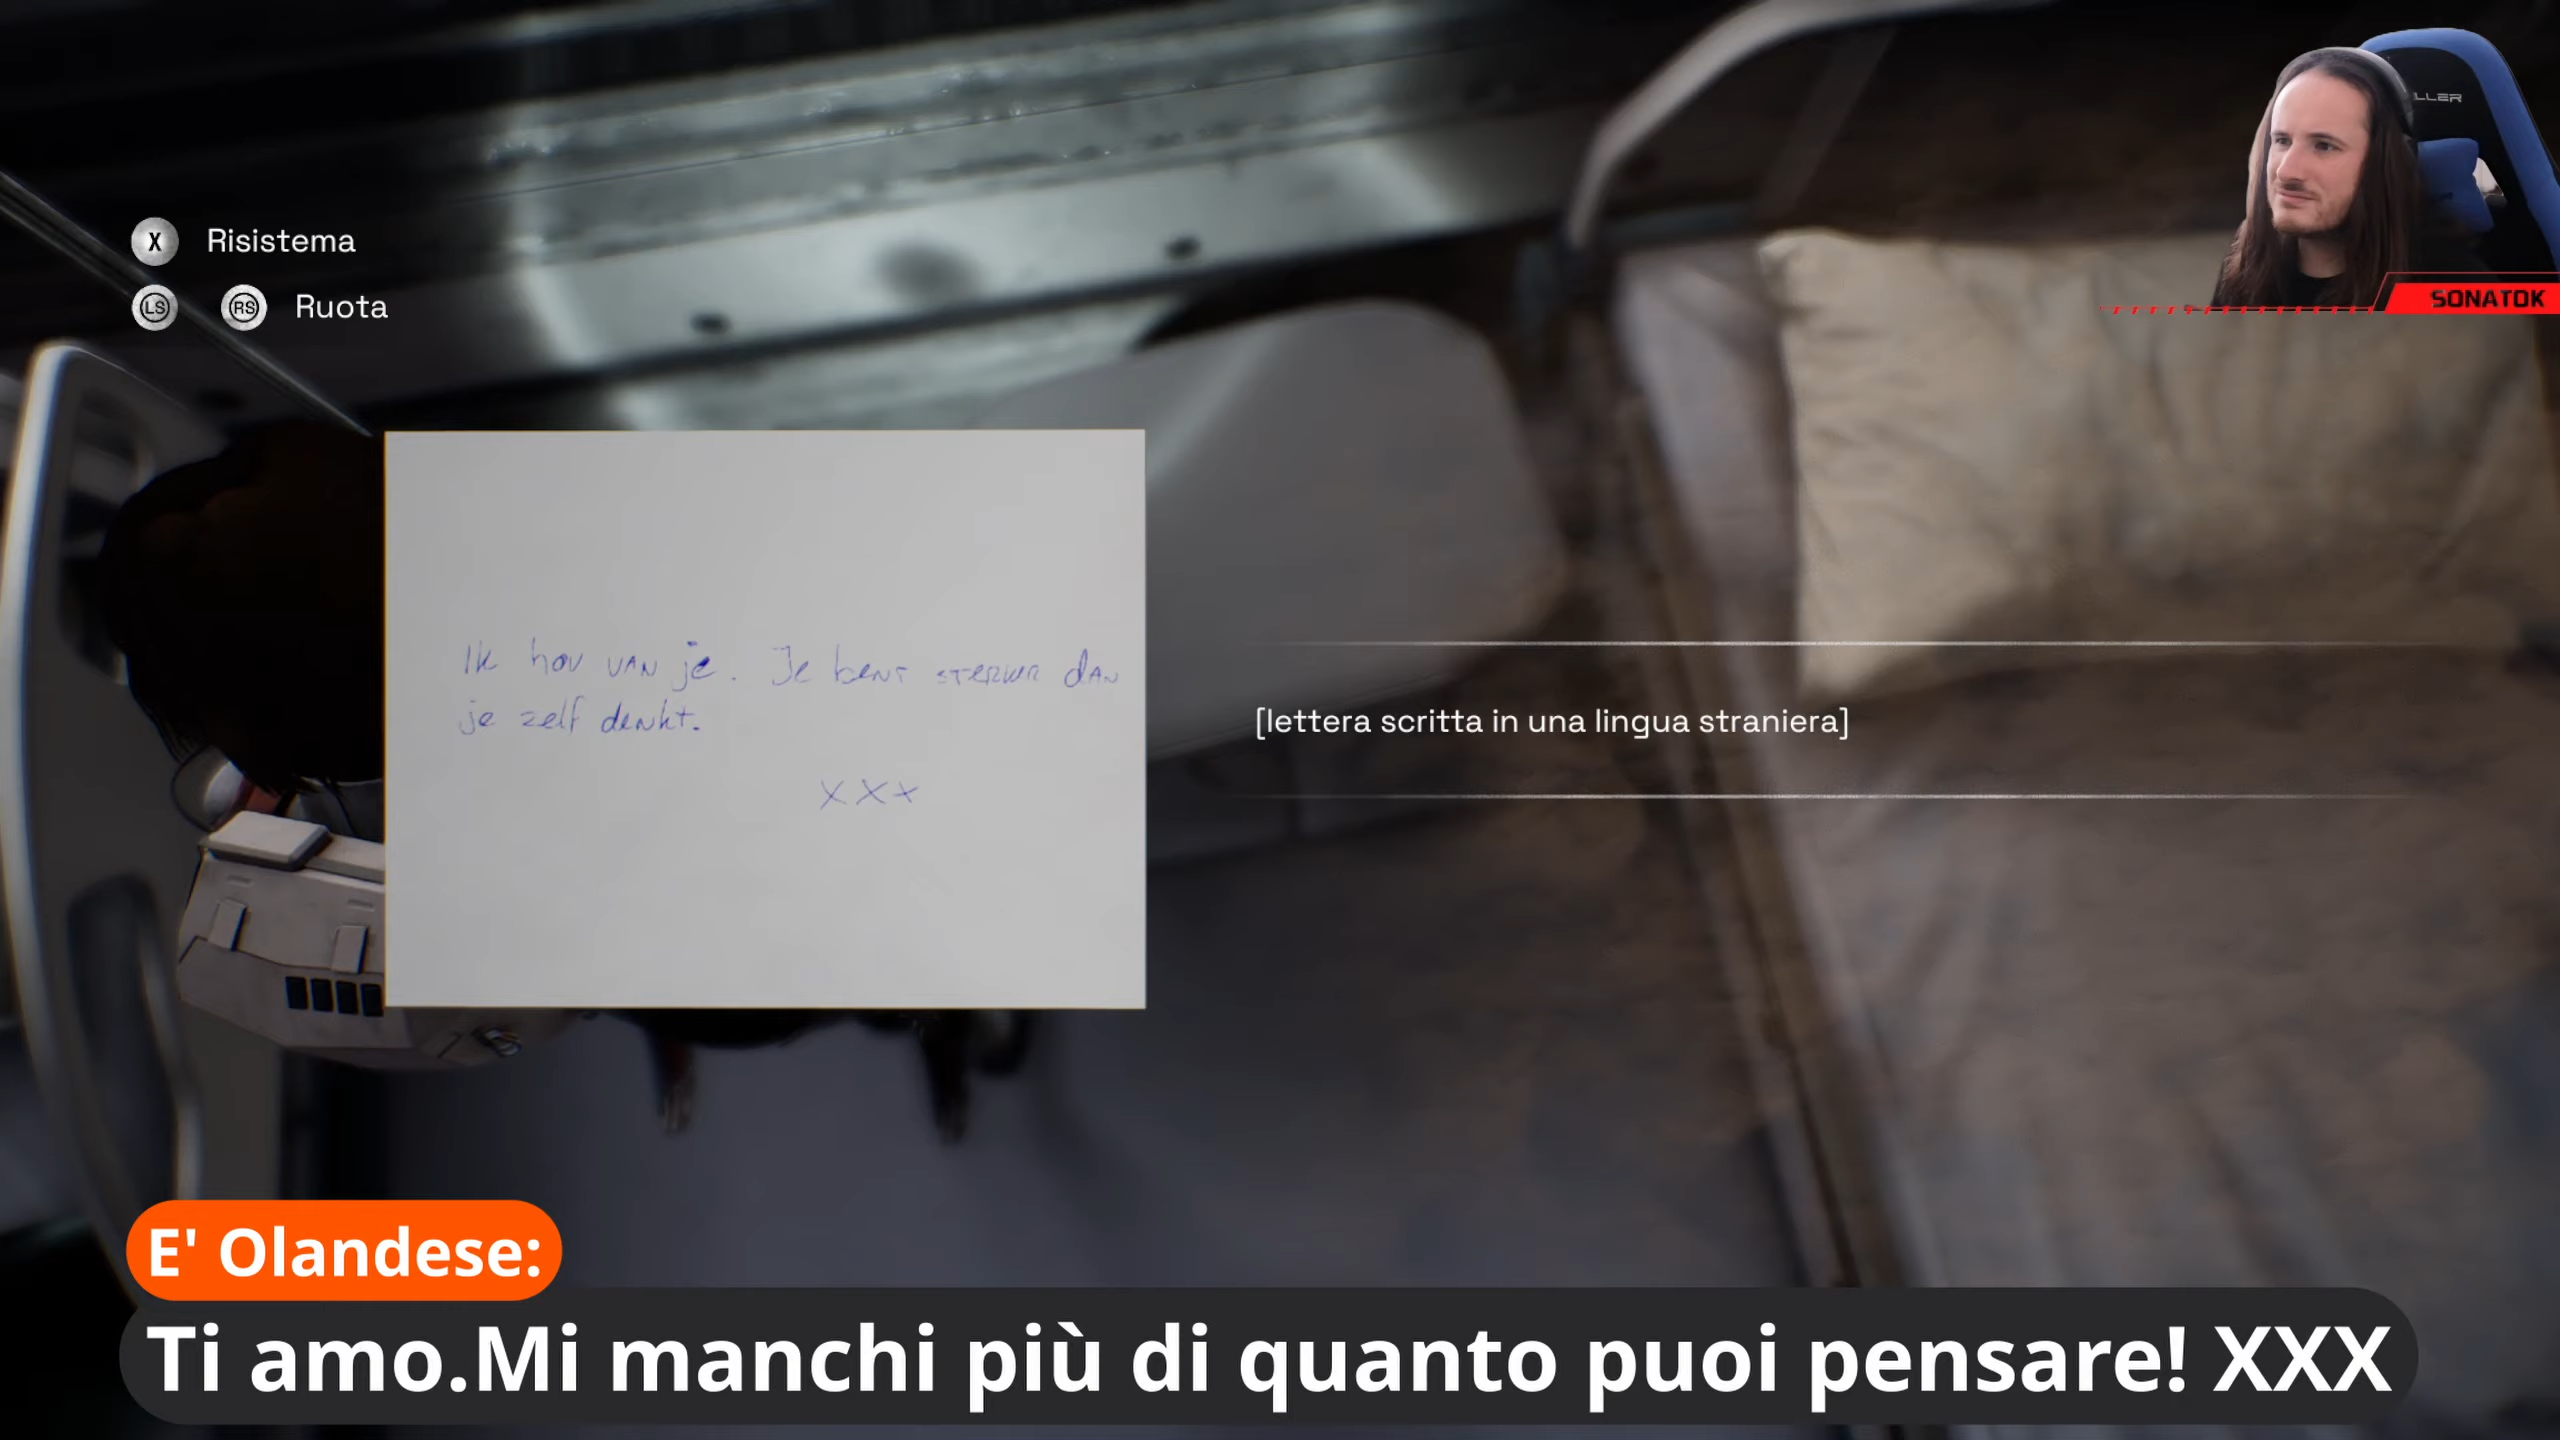 LLER
SONATOK
X Risistema
LS RS Ruota
Ik hou van je. Je bent sterker dan
je zelf denkt.
XXX
[lettera scritta in una lingua straniera]
E' Olandese:
Ti amo.Mi manchi più di quanto puoi pensare! XXX